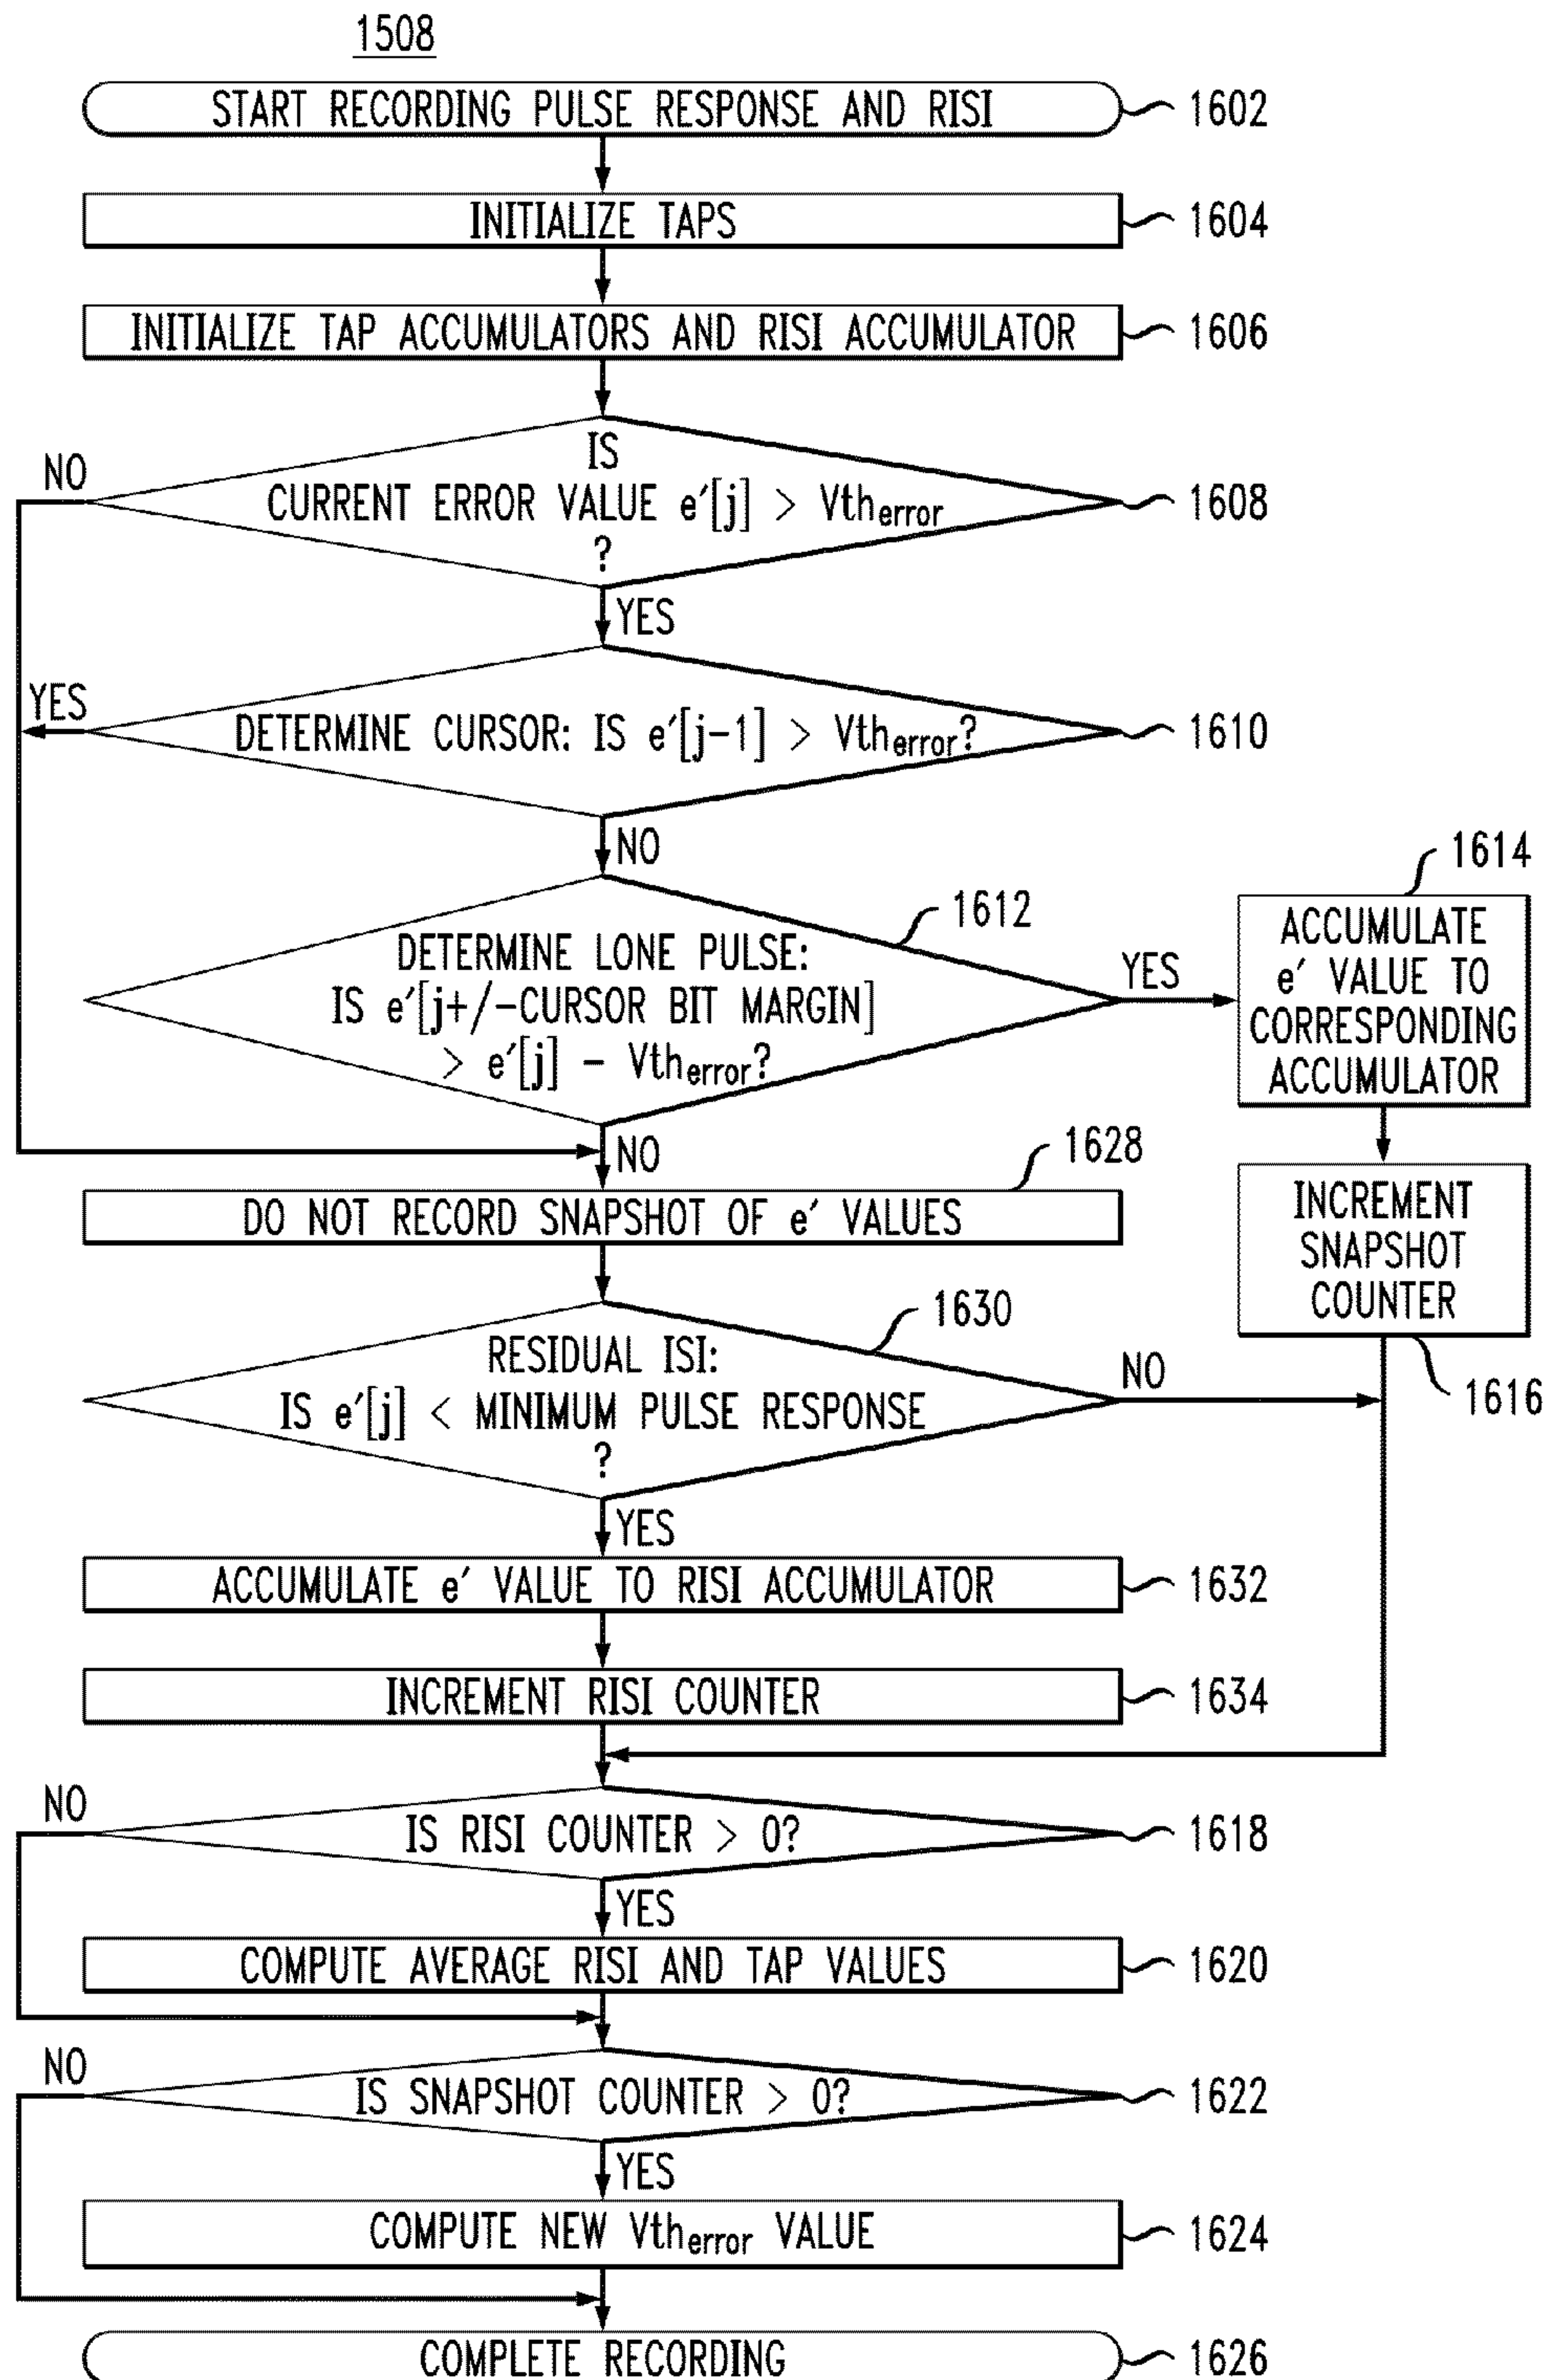 1508
START RECORDING PULSE RESPONSE AND RISI
1602
INITIALIZE TAPS
1604
INITIALIZE TAP ACCUMULATORS AND RISI ACCUMULATOR
1606
IS
CURRENT ERROR VALUE e′[j] > Vtherror
?
NO
1608
YES
DETERMINE CURSOR: IS e′[j−1] > Vtherror?
YES
1610
NO
DETERMINE LONE PULSE:
IS e′[j+/−CURSOR BIT MARGIN]
> e′[j] − Vtherror?
1612
YES
1614
ACCUMULATE
e′ VALUE TO
CORRESPONDING
ACCUMULATOR
NO
1628
DO NOT RECORD SNAPSHOT OF e′ VALUES
INCREMENT
SNAPSHOT
COUNTER
1616
RESIDUAL ISI:
IS e′[j] < MINIMUM PULSE RESPONSE
?
1630
NO
YES
ACCUMULATE e′ VALUE TO RISI ACCUMULATOR
1632
INCREMENT RISI COUNTER
1634
NO
IS RISI COUNTER > 0?
1618
YES
COMPUTE AVERAGE RISI AND TAP VALUES
1620
NO
IS SNAPSHOT COUNTER > 0?
1622
YES
COMPUTE NEW Vtherror VALUE
1624
COMPLETE RECORDING
1626